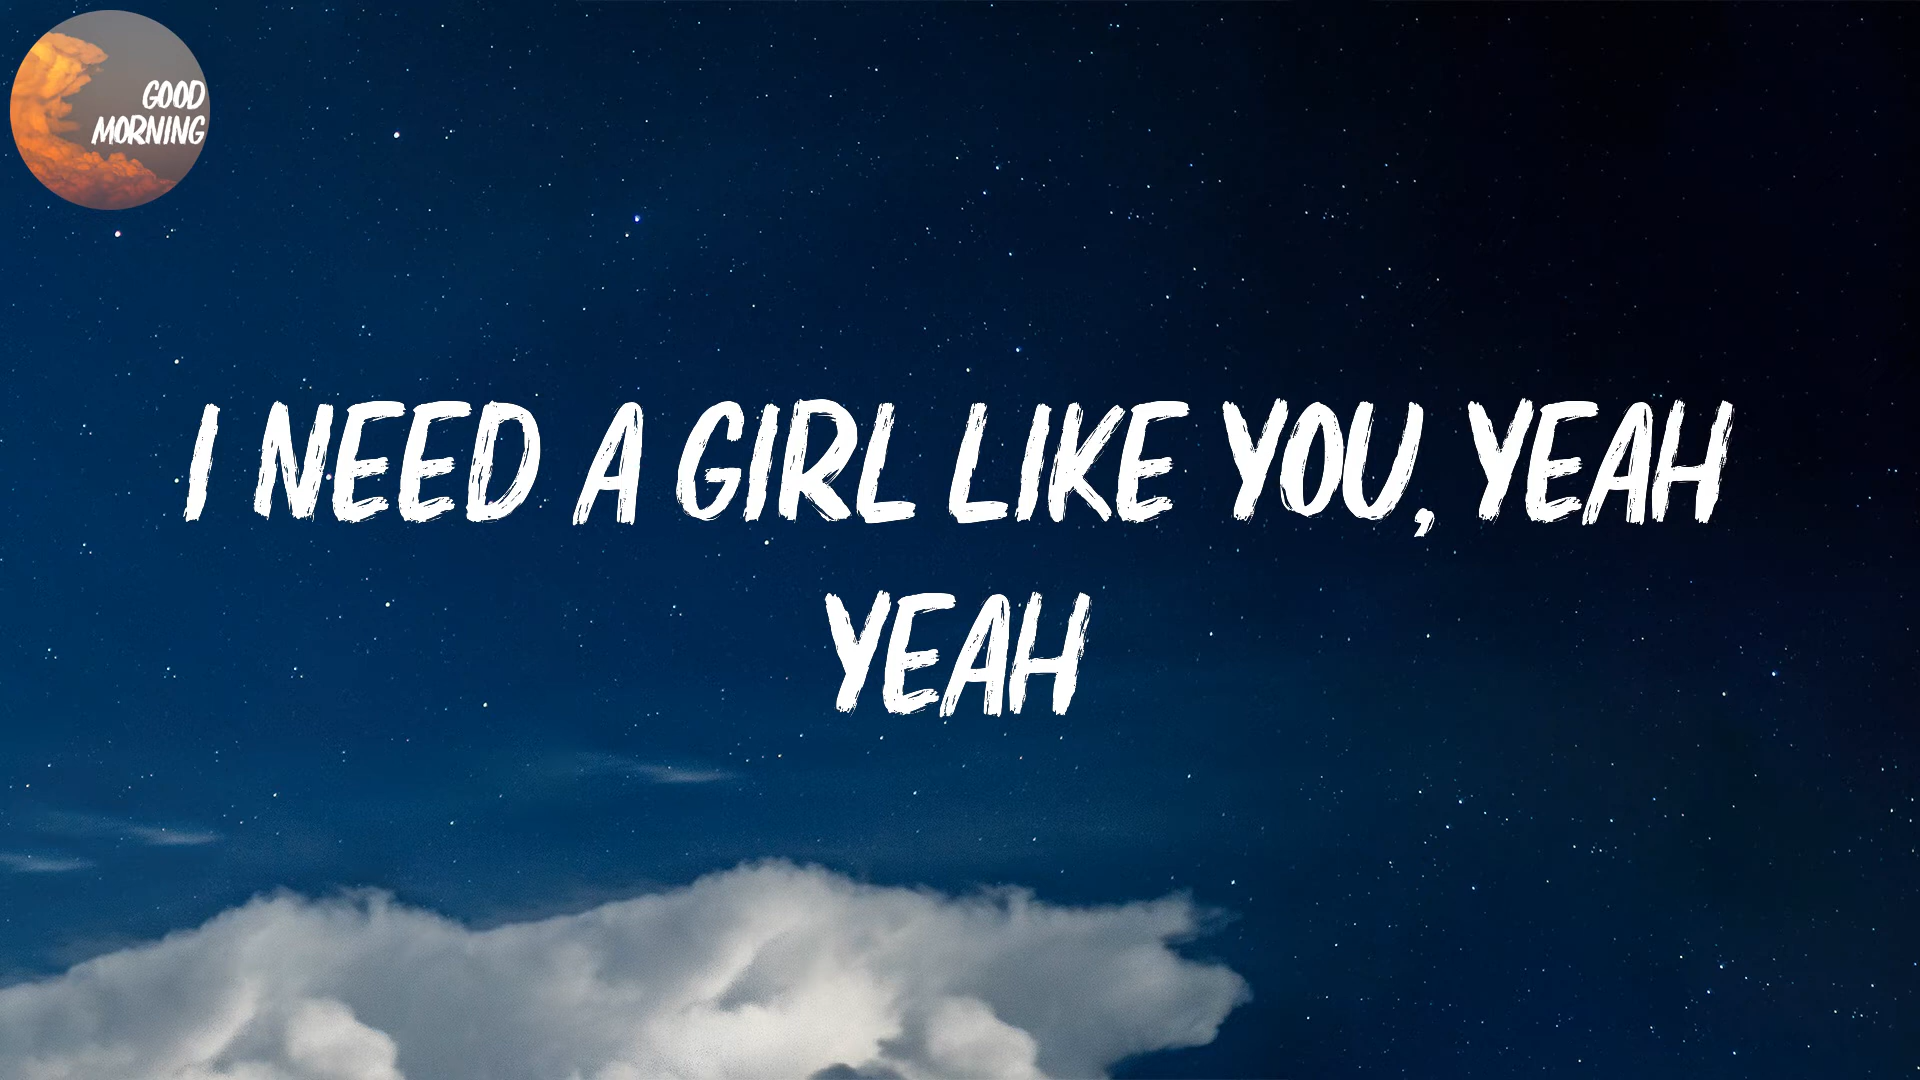 GOOD
MORNING
I NEED A GIRL LIKE YOU, YEAH
YEAH